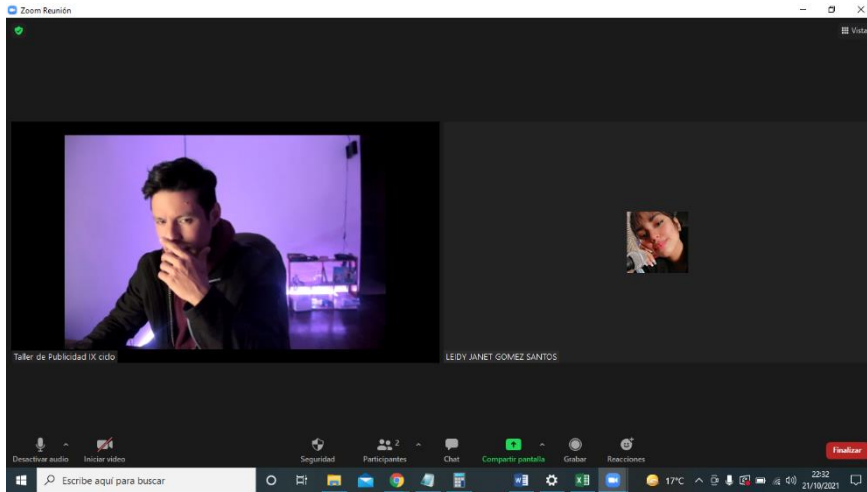 Zoom Reunión
Vista
Taller de Publicidad IX ciclo
LEIDY JANET GOMEZ SANTOS
Desactivar audio
Iniciar video
Seguridad
2
Participantes
Chat
Compartir pantalla
Grabar
Reacciones
Finalizar
Escribe aquí para buscar
17°C
22:32
21/10/2021